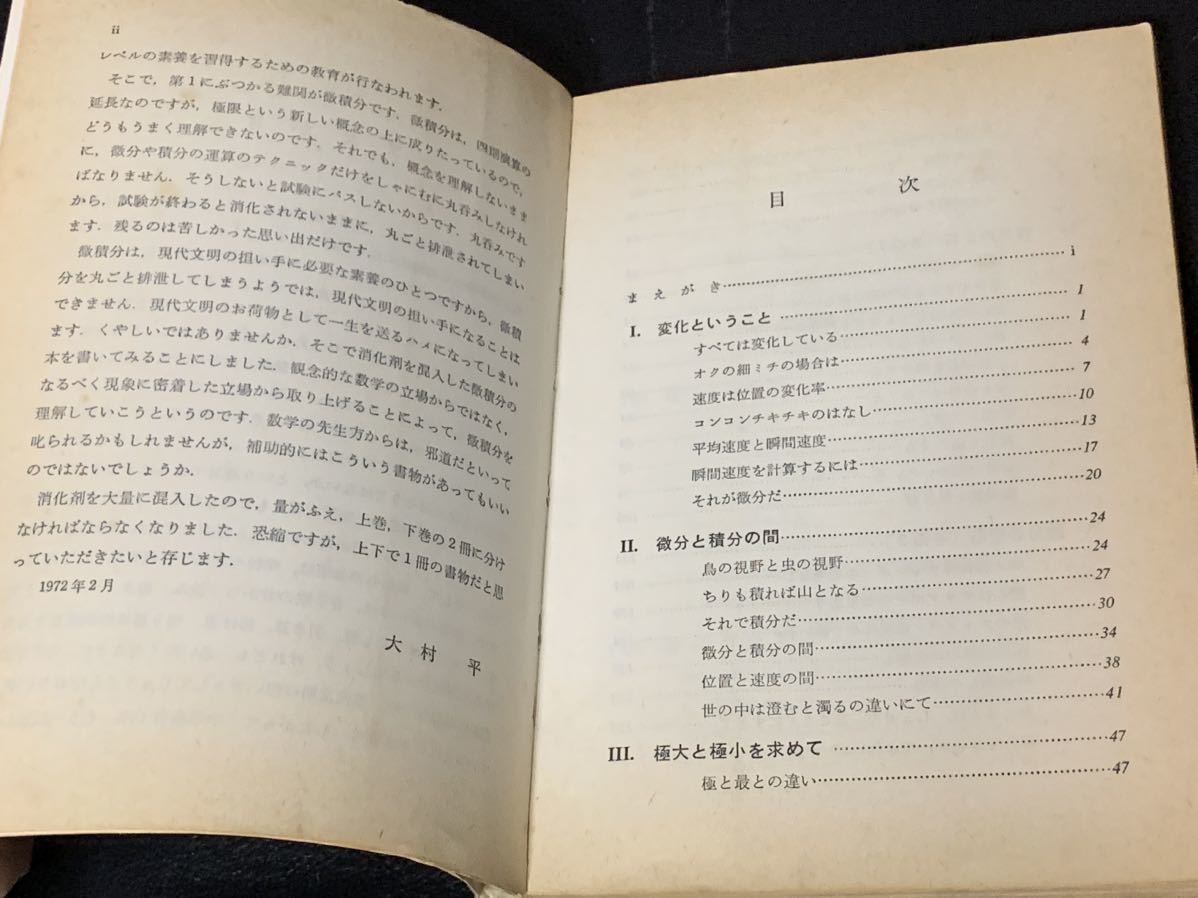 ii
レベルの素養を習得するための教育が行なわれます.
そこで, 第1にぶつかる難関が微積分です. 微積分は, 四則演算の
延長なのですが, 極限という新しい概念の上に成りたっているので,
どうもうまく理解できないのです. それでも, 概念を理解しないまま
に, 微分や積分の運算のテクニックだけをしゃにむに丸呑みしなけれ
ばなりません. そうしないと試験にパスしないからです. 丸呑みです
から, 試験が終わると消化されないままに, 丸ごと排泄されてしまい
ます. 残るのは苦しかった思い出だけです.
微積分は, 現代文明の担い手に必要な素養のひとつですから, 微積
分を丸ごと排泄してしまうようでは, 現代文明の担い手になることは
できません. 現代文明のお荷物として一生を送るハメになってしまい
ます. くやしいではありませんか. そこで消化剤を混入した微積分の
本を書いてみることにしました. 観念的な数学の立場からではなく,
なるべく現象に密着した立場から取り上げることによって, 微積分を
理解していこうというのです. 数学の先生方からは, 邪道だといって
叱られるかもしれませんが, 補助的にはこういう書物があってもいい
のではないでしょうか.
消化剤を大量に混入したので, 量がふえ, 上巻, 下巻の2冊に分け
なければならなくなりました. 恐縮ですが, 上下で1冊の書物だと思
っていただきたいと存じます.
1972年2月
大村 平
目 次
まえがき……i
I. 変化ということ……1
すべては変化している……1
オクの細ミチの場合は……4
速度は位置の変化率……7
コンコンチキチキのはなし……10
平均速度と瞬間速度……13
瞬間速度を計算するには……17
それが微分だ……20
II. 微分と積分の間……24
鳥の視野と虫の視野……24
ちりも積れば山となる……27
それで積分だ……30
微分と積分の間……34
位置と速度の間……38
世の中は澄むと濁るの違いにて……41
III. 極大と極小を求めて……47
極と最との違い……47